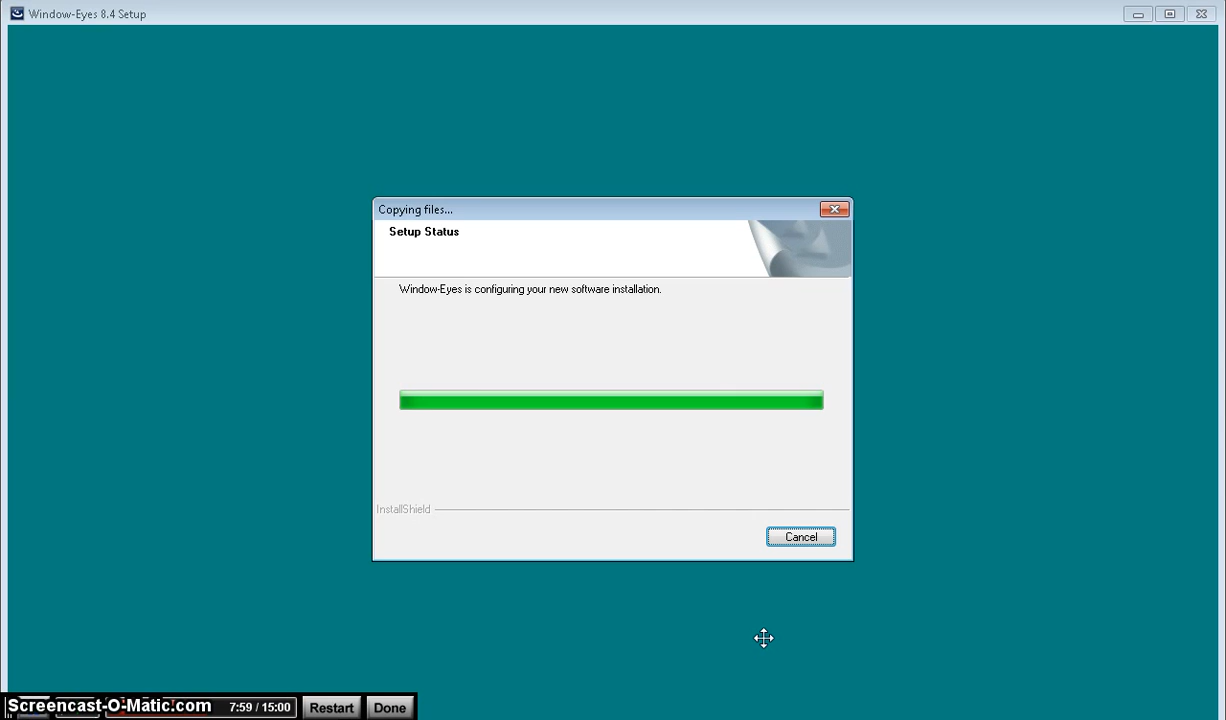 Window-Eyes 8.4 Setup
Copying files...
Setup Status
Window-Eyes is configuring your new software installation.
InstallShield
Cancel
Screencast-O-Matic.com
7:59 / 15:00
Restart
Done